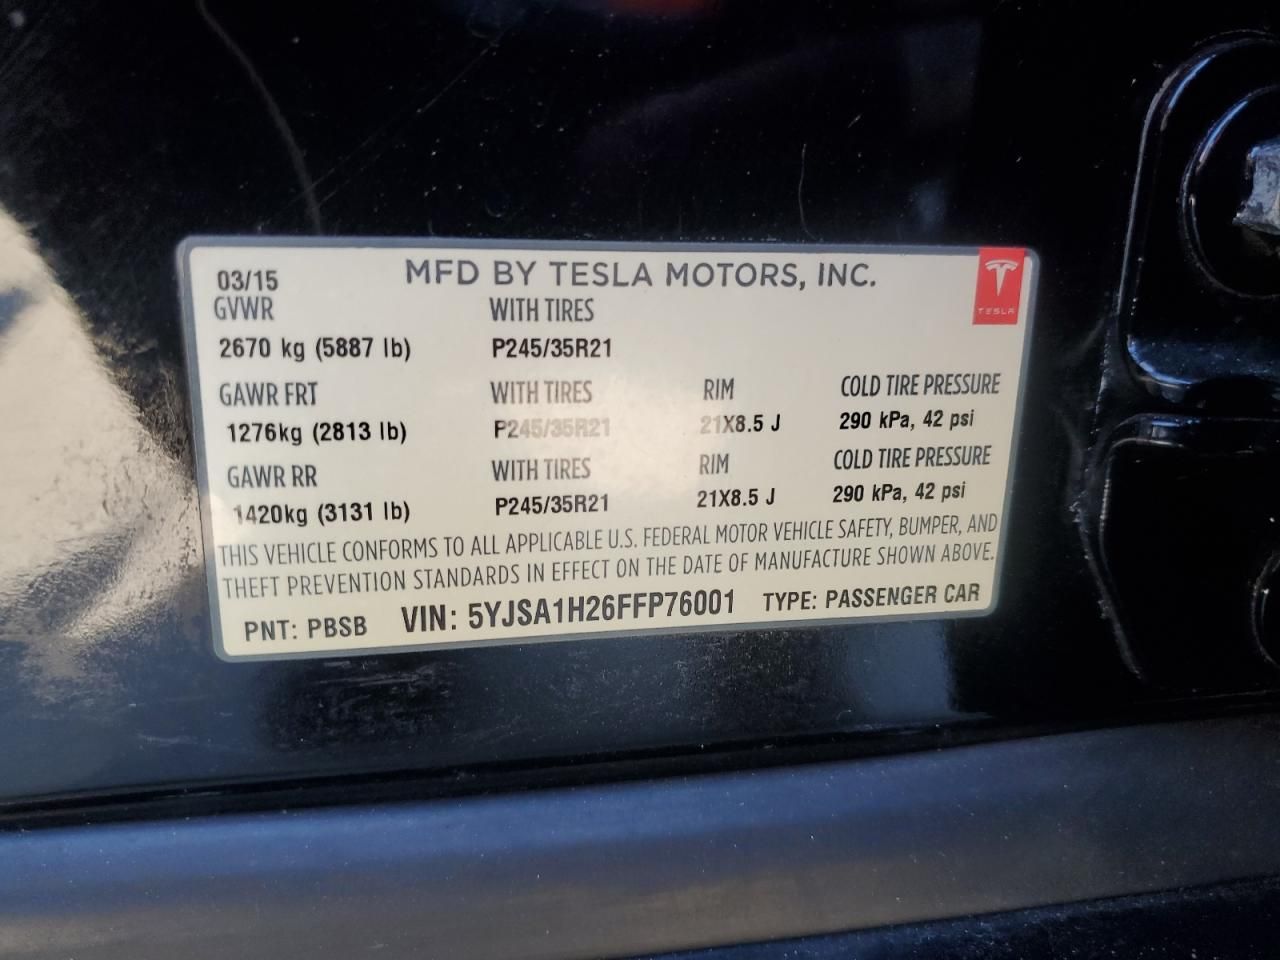 03/15 MFD BY TESLA MOTORS, INC.
TESLA
GVWR WITH TIRES
2670 kg (5887 lb) P245/35R21
GAWR FRT WITH TIRES RIM COLD TIRE PRESSURE
1276kg (2813 lb) P245/35R21 21X8.5 J 290 kPa, 42 psi
GAWR RR WITH TIRES RIM COLD TIRE PRESSURE
1420kg (3131 lb) P245/35R21 21X8.5 J 290 kPa, 42 psi
THIS VEHICLE CONFORMS TO ALL APPLICABLE U.S. FEDERAL MOTOR VEHICLE SAFETY, BUMPER, AND
THEFT PREVENTION STANDARDS IN EFFECT ON THE DATE OF MANUFACTURE SHOWN ABOVE.
PNT: PBSB VIN: 5YJSA1H26FFP76001 TYPE: PASSENGER CAR